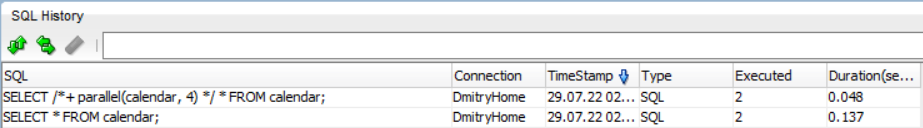 SQL History
SQL Connection TimeStamp Type Executed Duration(se...
SELECT /*+ parallel(calendar, 4) */ * FROM calendar; DmitryHome 29.07.22 02... SQL 2 0.048
SELECT * FROM calendar; DmitryHome 29.07.22 02... SQL 2 0.137